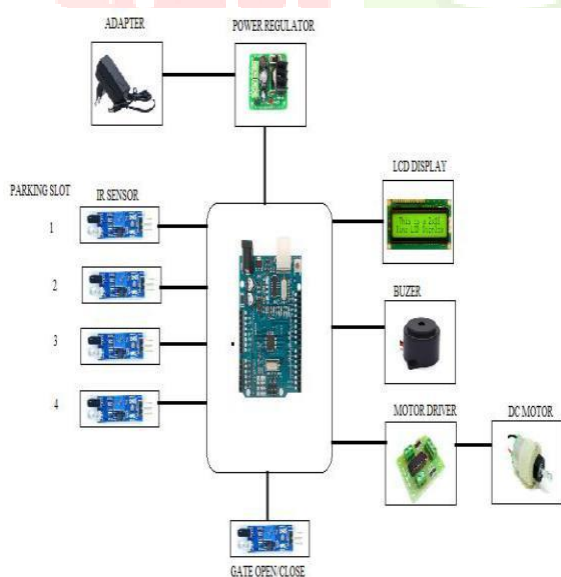 ADAPTER
POWER REGULATOR
LCD DISPLAY
PARKING SLOT
IR SENSOR
1
2
3
4
BUZER
MOTOR DRIVER
DC MOTOR
GATE OPEN/CLOSE